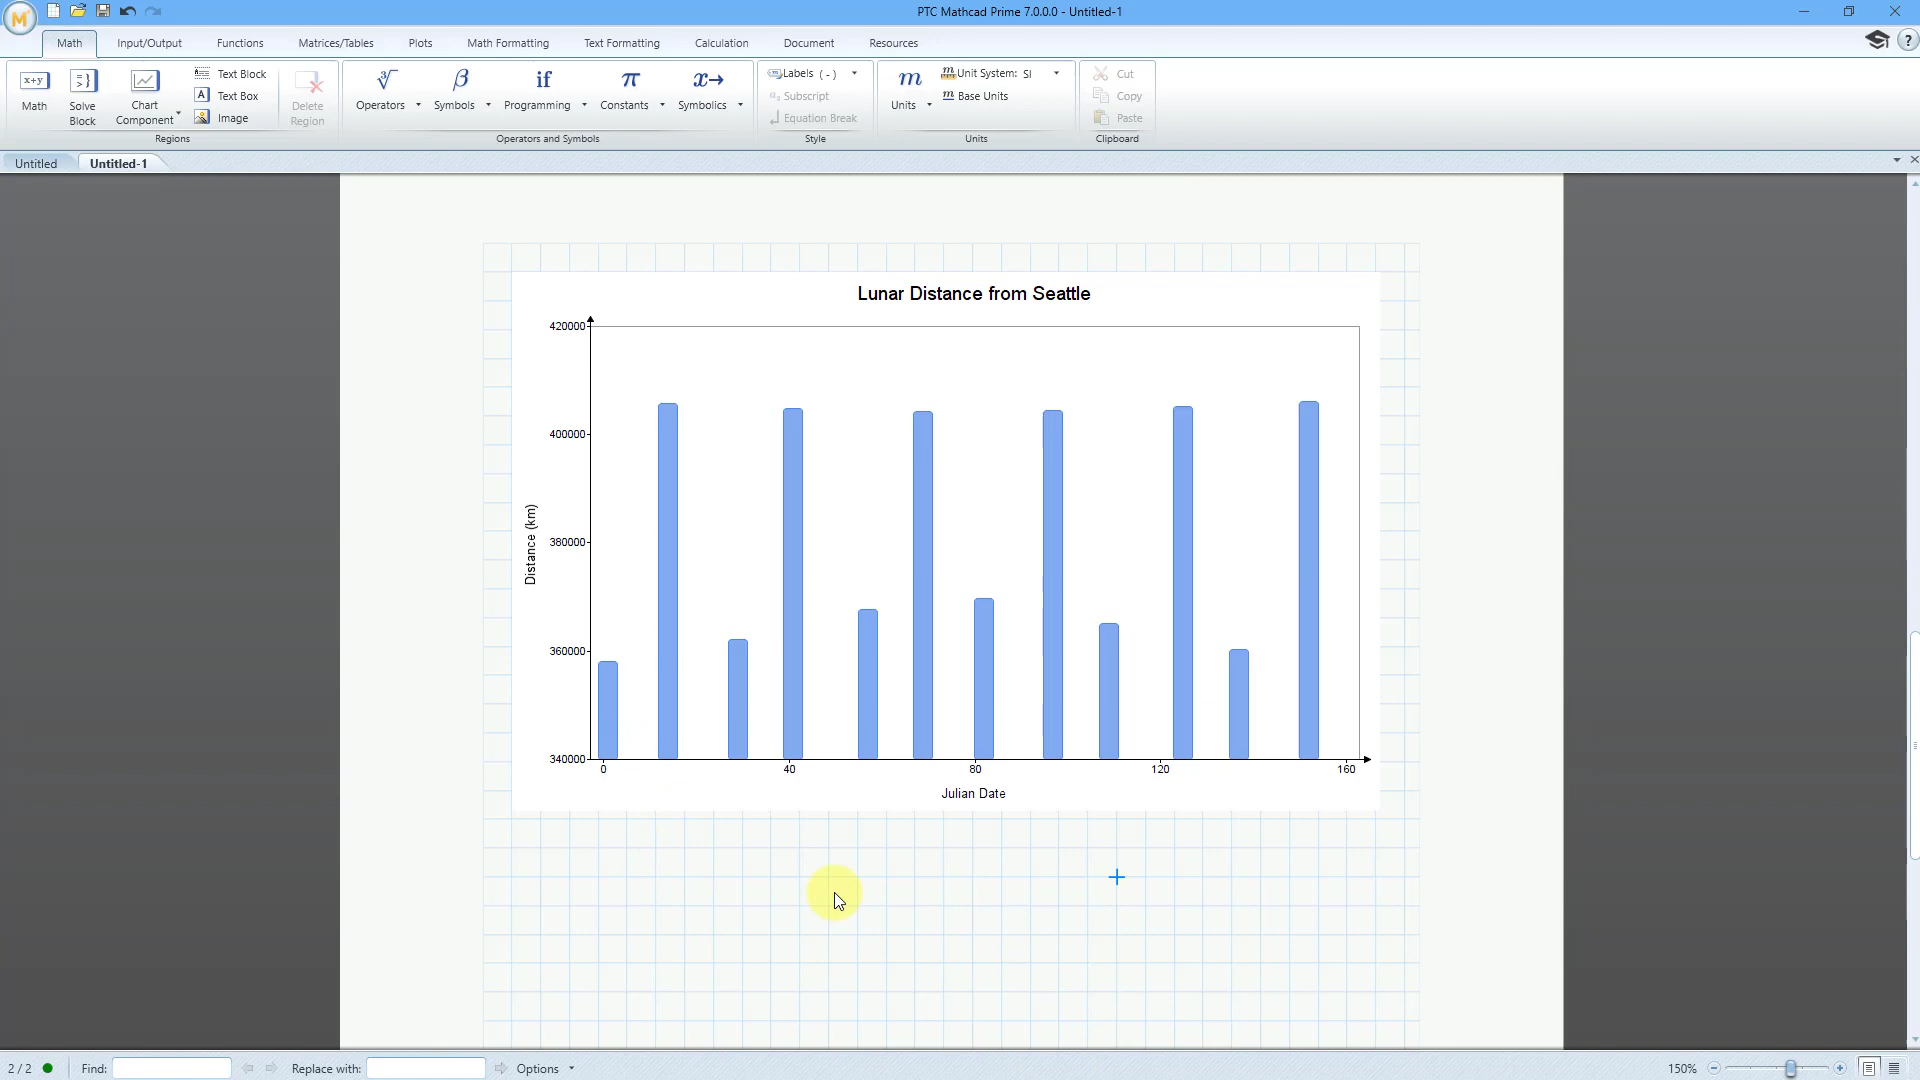 PTC Mathcad Prime 7.0.0.0 - Untitled-1
Math Input/Output Functions Matrices/Tables Plots Math Formatting Text Formatting Calculation Document Resources
Math
Solve Block
Chart Component
Text Block
Text Box
Image
Delete Region
Regions
Operators
Symbols
if
Programming
Constants
Symbolics
Operators and Symbols
Labels ( - )
Subscript
Equation Break
Style
Units
Unit System: SI
Base Units
Units
Cut
Copy
Paste
Clipboard
Untitled Untitled-1
Lunar Distance from Seattle
420000
400000
380000
360000
340000
Distance (km)
0 40 80 120 160
Julian Date
2 / 2 Find: Replace with: Options 150%